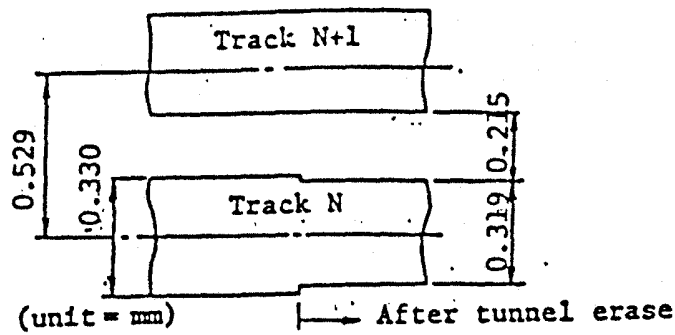 Track N+1
0.529
0.330
0.215
Track N
0.319
(unit = mm)
After tunnel erase